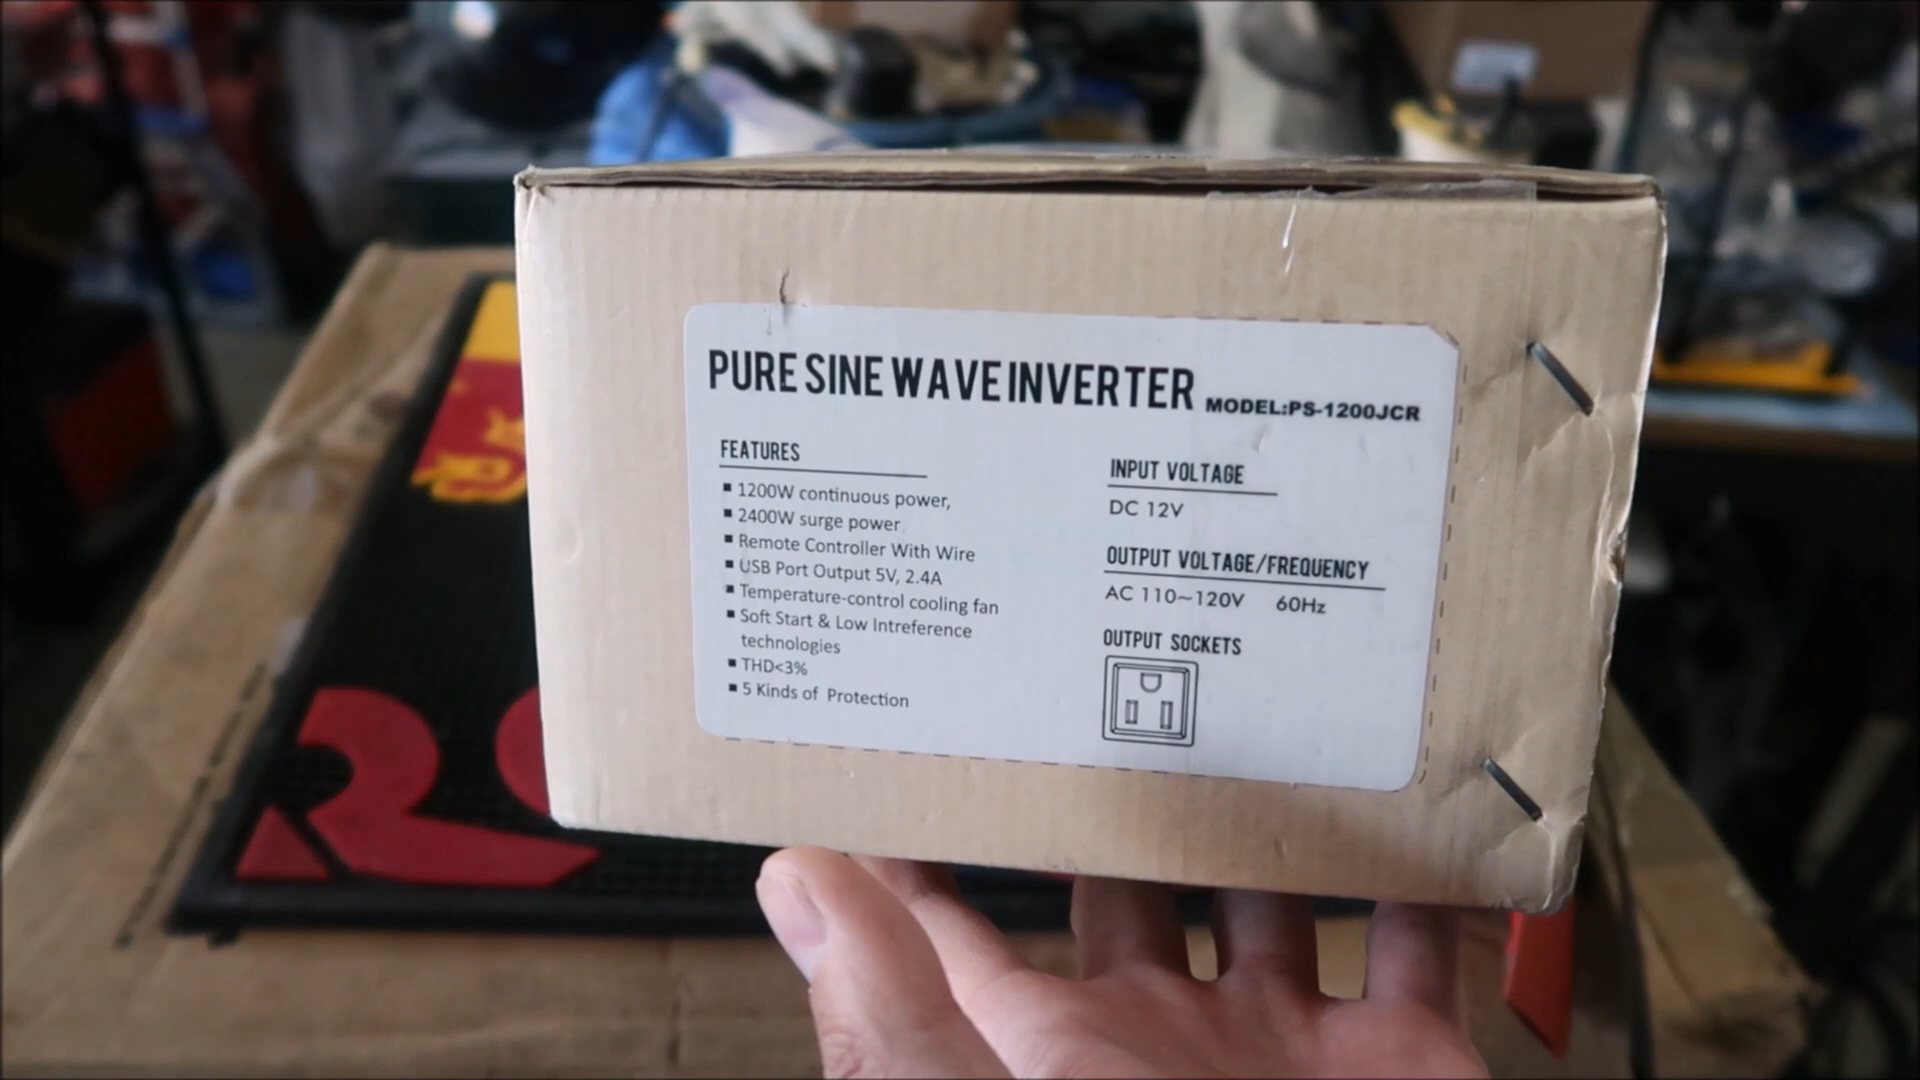 PURE SINE WAVE INVERTER MODEL:PS-1200JCR
FEATURES
▪ 1200W continuous power,
▪ 2400W surge power
▪ Remote Controller With Wire
▪ USB Port Output 5V, 2.4A
▪ Temperature-control cooling fan
▪ Soft Start & Low Intreference
technologies
▪ THD<3%
▪ 5 Kinds of Protection
INPUT VOLTAGE
DC 12V
OUTPUT VOLTAGE/FREQUENCY
AC 110~120V 60Hz
OUTPUT SOCKETS